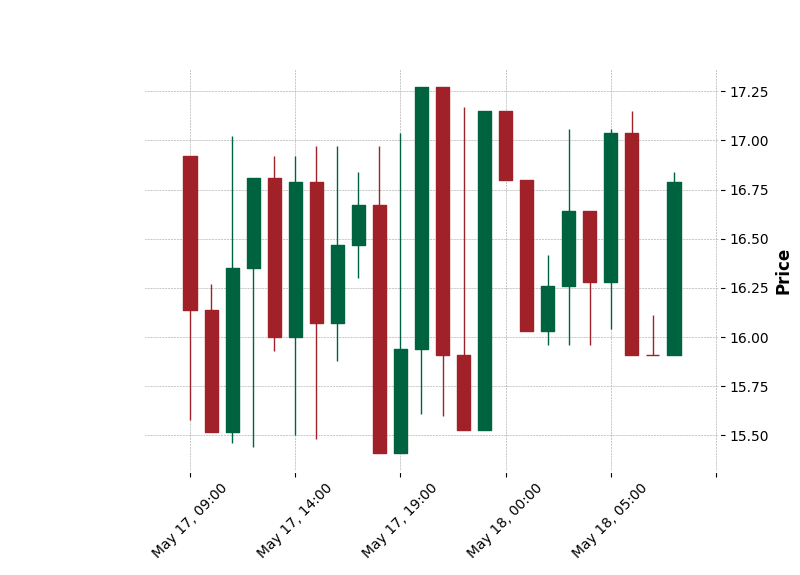 17.25
17.00
16.75
16.50
16.25
16.00
15.75
15.50
Price
May 17, 09:00
May 17, 14:00
May 17, 19:00
May 18, 00:00
May 18, 05:00